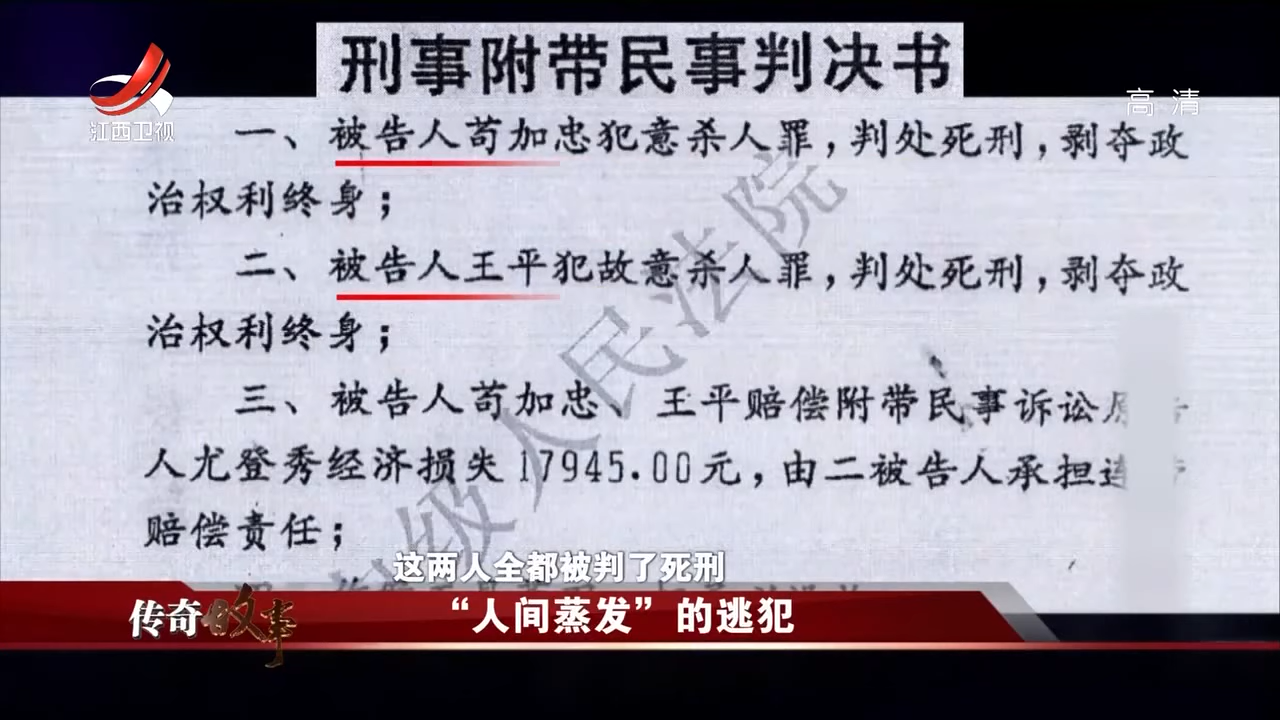 刑事附带民事判决书
江西卫视
高清
一、被告人苟加忠犯意杀人罪,判处死刑,剥夺政
治权利终身;
二、被告人王平犯故意杀人罪,判处死刑,剥夺政
治权利终身;
三、被告人苟加忠、王平赔偿附带民事诉讼
人尤登秀经济损失17945.00元,由二被告人承担连
赔偿责任;
级人民法院
这两人全都被判了死刑
传奇故事
“人间蒸发”的逃犯